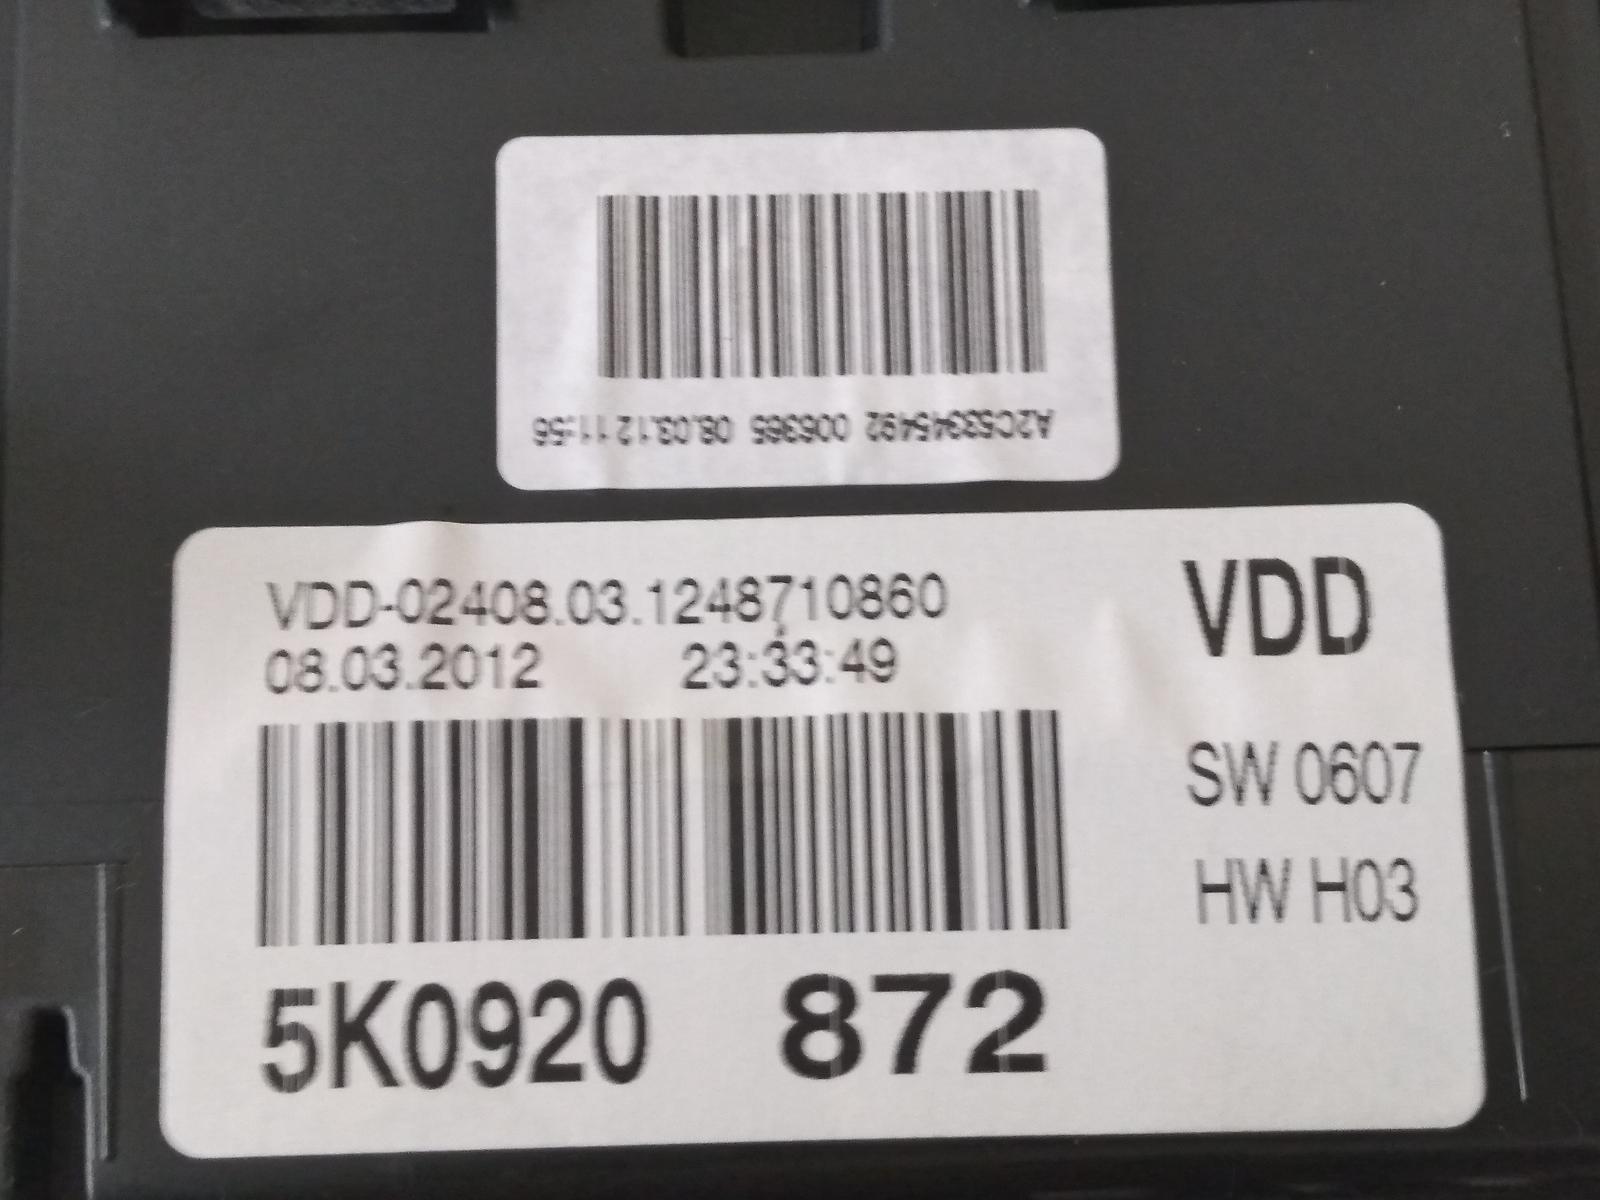 A2C53345492 006365 08.03.12 11:56
VDD-02408.03.1248710860
08.03.2012 23:33:49
VDD
SW 0607
HW H03
5K0920 872